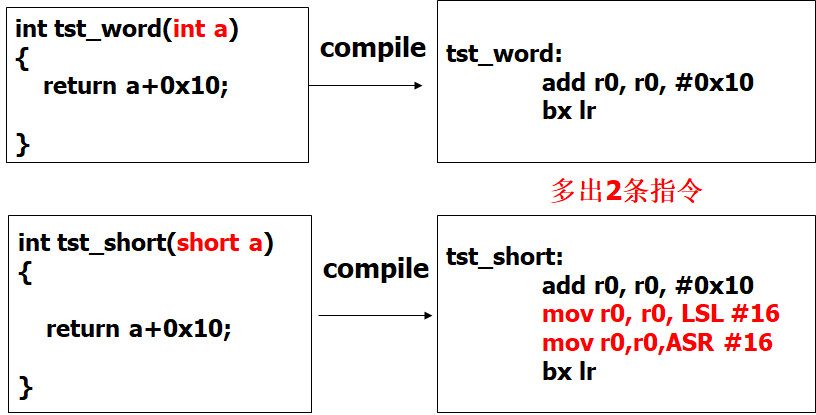 int tst_word(int a)
{
return a+0x10;
}
compile
tst_word:
add r0, r0, #0x10
bx lr
多出2条指令
int tst_short(short a)
{
return a+0x10;
}
compile
tst_short:
add r0, r0, #0x10
mov r0, r0, LSL #16
mov r0,r0,ASR #16
bx lr